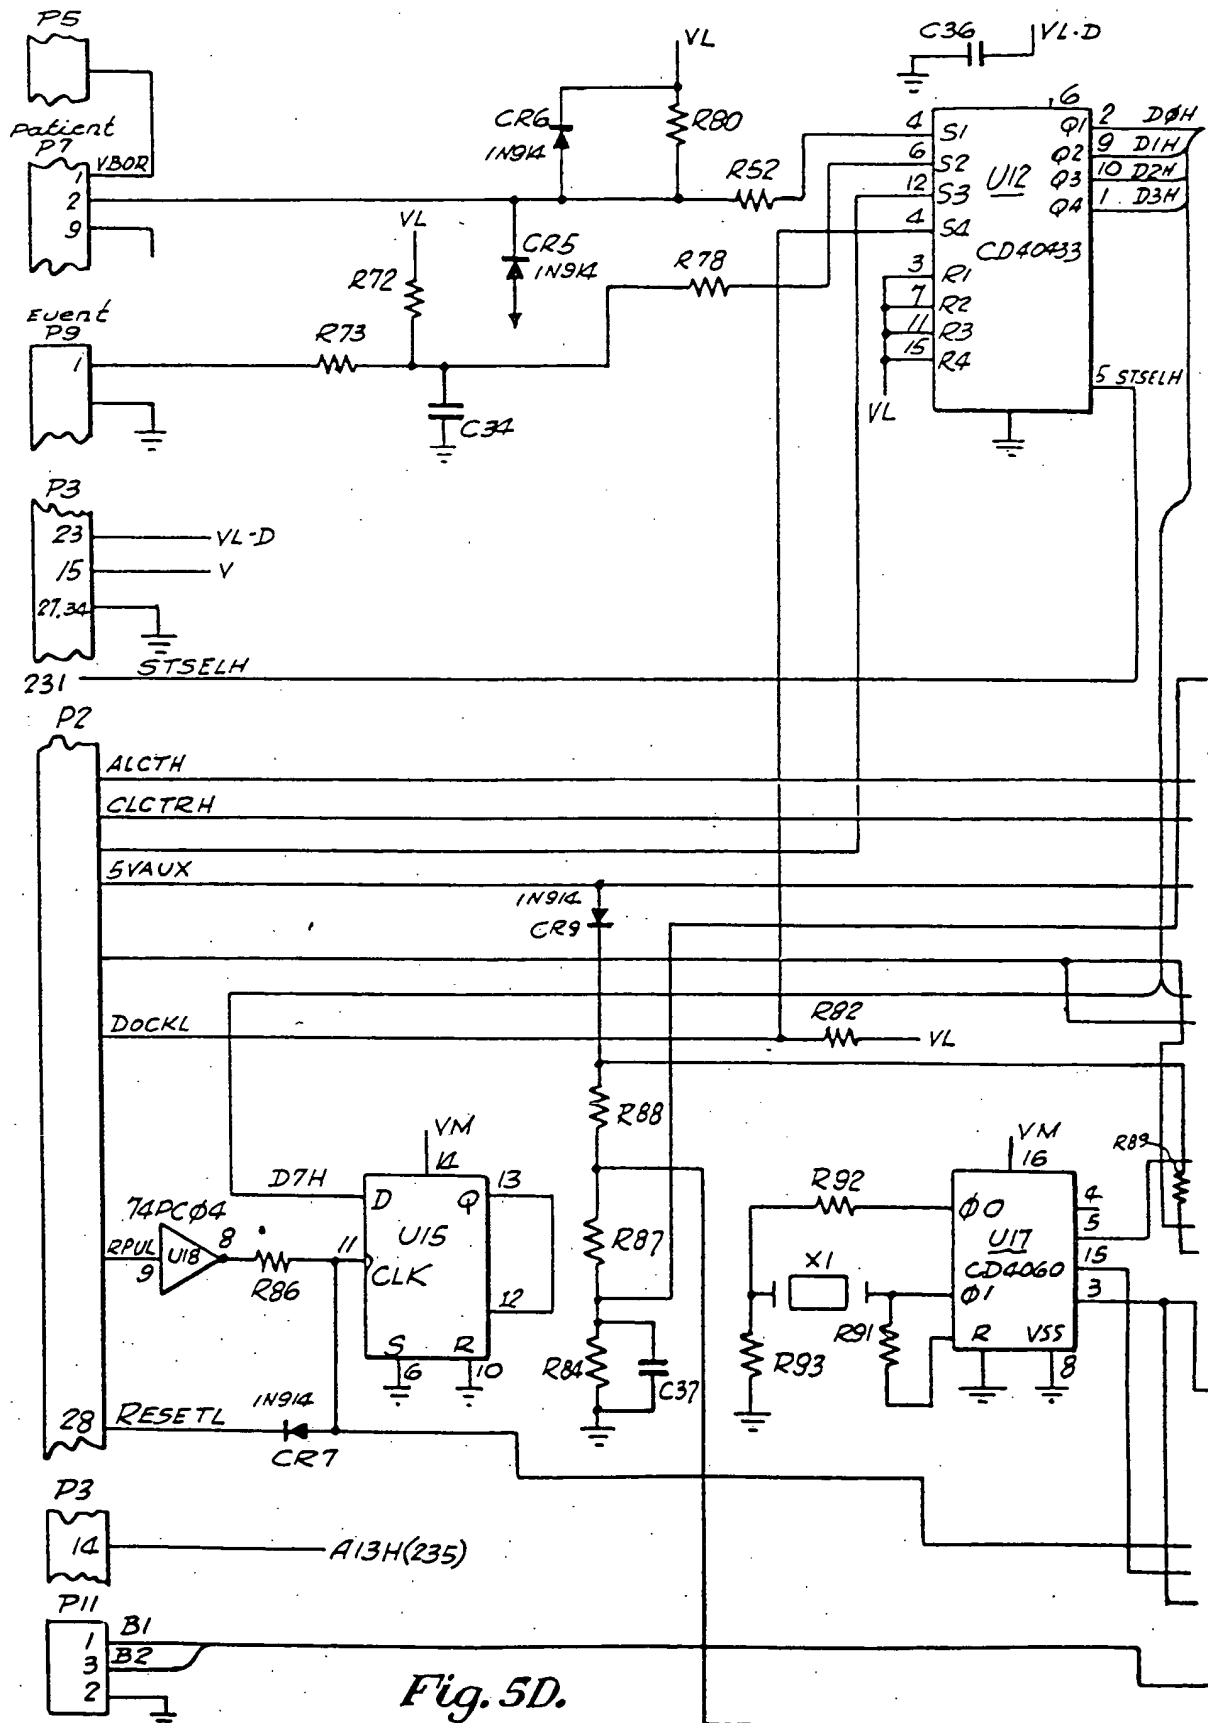 P5
C36
VL-D
VL
Patient
P7
1
VBOR
2
9
CR6
1N914
R80
R52
VL
CR5
1N914
R72
R78
R73
Event
P9
1
C34
6
4
S1
6
S2
12
S3
4
S4
U12
CD40433
Q1
2
DØH
Q2
9
D1H
Q3
10
D2H
Q4
1
D3H
3
R1
7
R2
11
R3
15
R4
VL
5
STSELH
P3
23
VL-D
15
V
27,34
231
STSELH
P2
ALCTH
CLCTRH
5VAUX
1N914
CR9
DOCKL
R82
VL
R88
VM
14
D7H
D
Q
13
U15
74PCØ4
RPUL
9
U18
8
R86
11
CLK
12
S
R
6
10
R87
R84
C37
28
RESETL
1N914
CR7
VM
16
R89
R92
ΦO
U17
CD4060
4
5
15
3
X1
Φ1
R91
R
VSS
8
R93
P3
14
A13H(235)
P11
1
B1
3
B2
2
Fig. 5D.